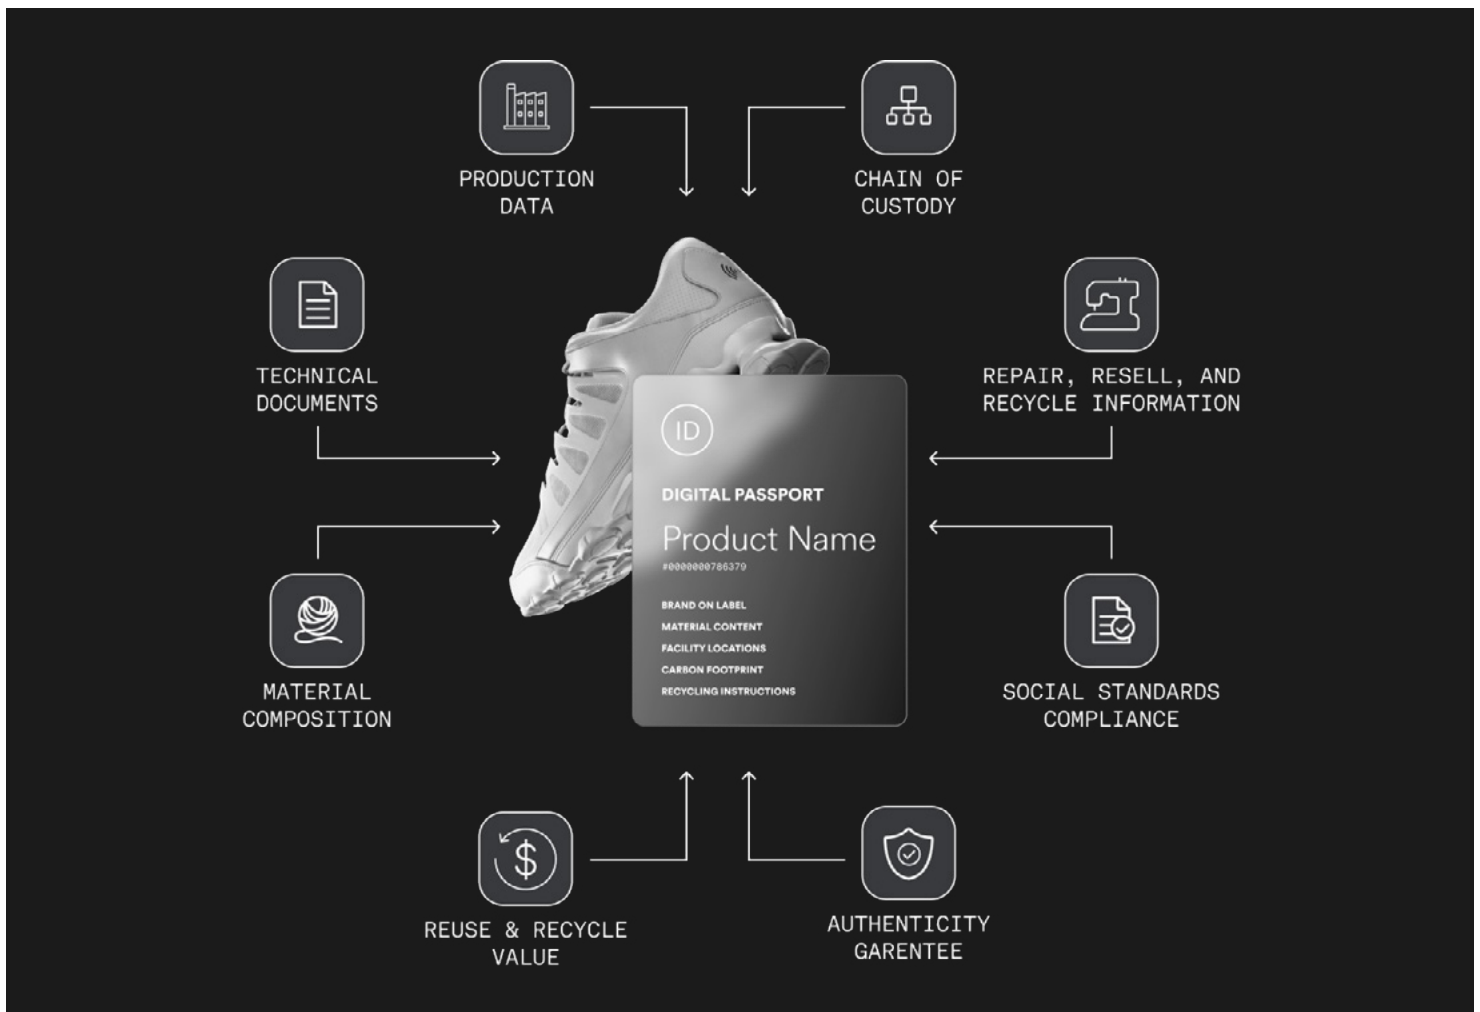 PRODUCTION
DATA
CHAIN OF
CUSTODY
TECHNICAL
DOCUMENTS
REPAIR, RESELL, AND
RECYCLE INFORMATION
ID
DIGITAL PASSPORT
Product Name
#0000000786379
BRAND ON LABEL
MATERIAL CONTENT
FACILITY LOCATIONS
CARBON FOOTPRINT
RECYCLING INSTRUCTIONS
MATERIAL
COMPOSITION
SOCIAL STANDARDS
COMPLIANCE
$
REUSE & RECYCLE
VALUE
AUTHENTICITY
GARENTEE